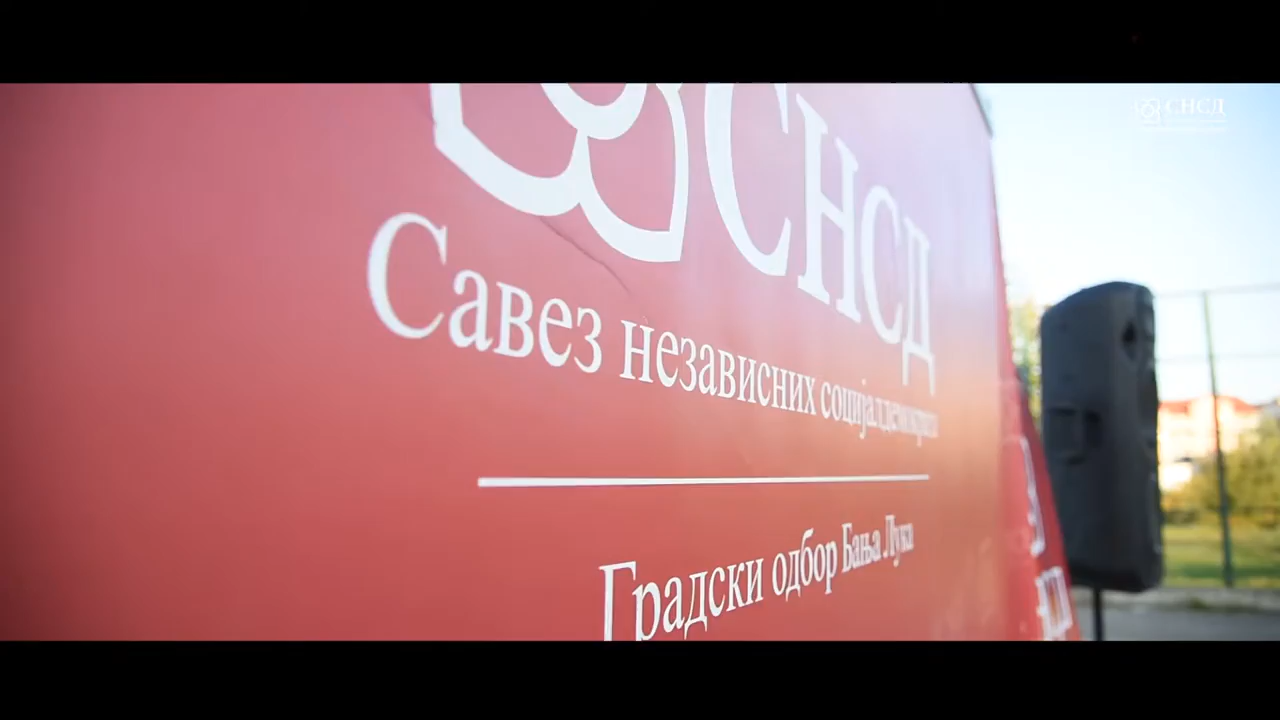 СНСД
СНСД
Савез независних социјалдемократа
Градски одбор Бања Лука